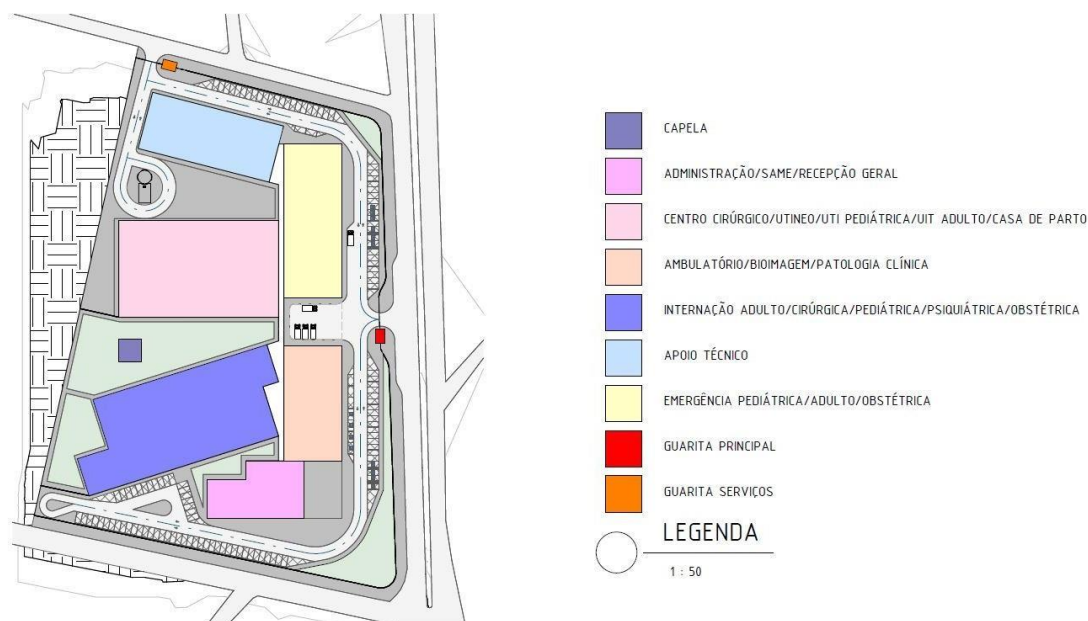 CAPELA
ADMINISTRAÇÃO/SAME/RECEPÇÃO GERAL
CENTRO CIRÚRGICO/UTINEO/UTI PEDIÁTRICA/UIT ADULTO/CASA DE PARTO
AMBULATÓRIO/BIOIMAGEM/PATOLOGIA CLÍNICA
INTERNAÇÃO ADULTO/CIRÚRGICA/PEDIÁTRICA/PSIQUIÁTRICA/OBSTÉTRICA
APOIO TÉCNICO
EMERGÊNCIA PEDIÁTRICA/ADULTO/OBSTÉTRICA
GUARITA PRINCIPAL
GUARITA SERVIÇOS
LEGENDA
1 : 50